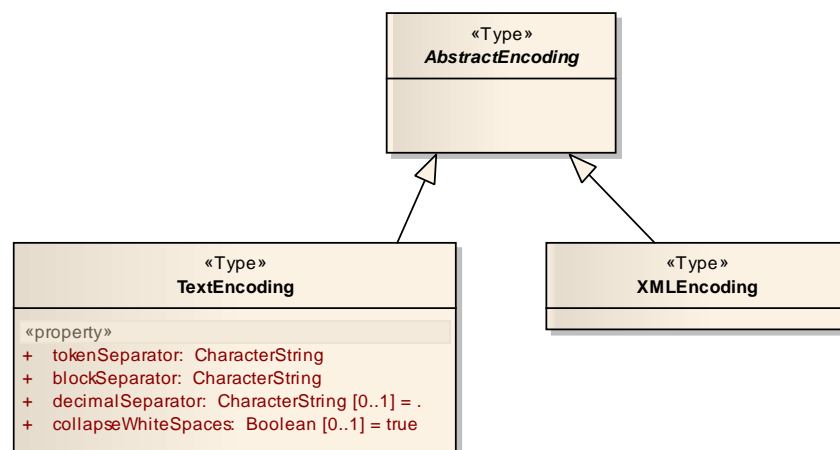 «Type»
AbstractEncoding
«Type»
TextEncoding
«property»
+ tokenSeparator: CharacterString
+ blockSeparator: CharacterString
+ decimalSeparator: CharacterString [0..1] = .
+ collapseWhiteSpaces: Boolean [0..1] = true
«Type»
XMLEncoding